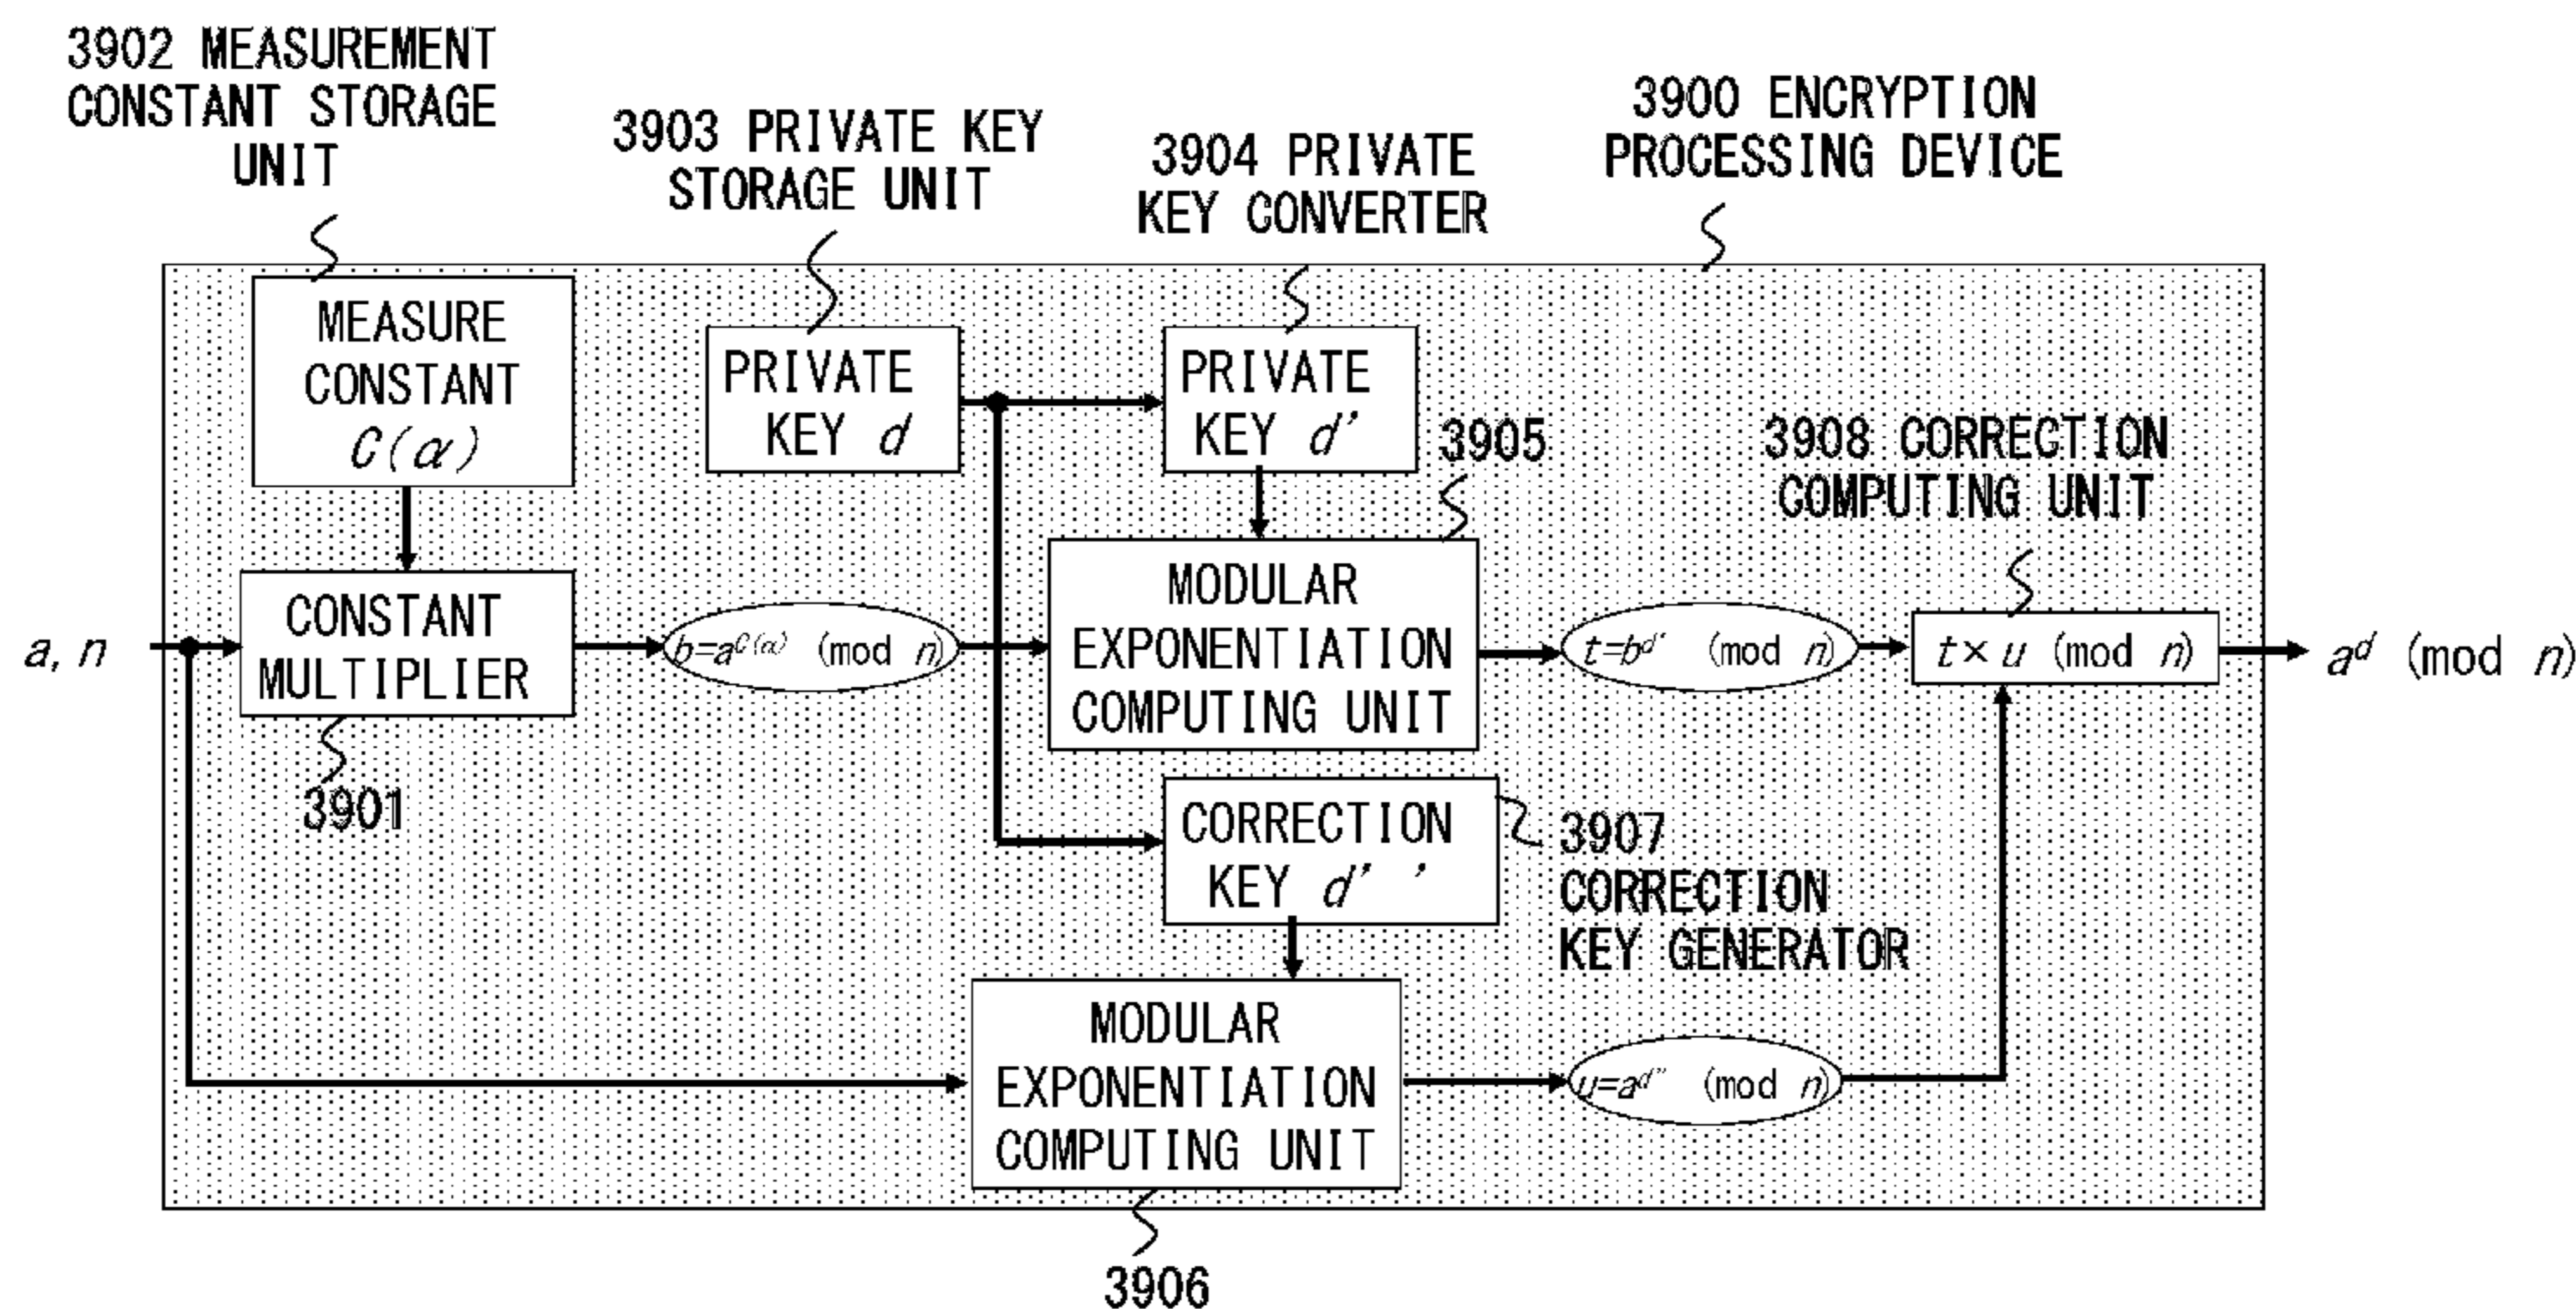 3902 MEASUREMENT
CONSTANT STORAGE
UNIT
3903 PRIVATE KEY
STORAGE UNIT
3904 PRIVATE
KEY CONVERTER
3900 ENCRYPTION
PROCESSING DEVICE
MEASURE
CONSTANT
C(α)
PRIVATE
KEY d
PRIVATE
KEY d'
3905
3908 CORRECTION
COMPUTING UNIT
a, n
CONSTANT
MULTIPLIER
3901
b=a^C(α) (mod n)
MODULAR
EXPONENTIATION
COMPUTING UNIT
t=b^d' (mod n)
t×u (mod n)
a^d (mod n)
CORRECTION
KEY d' '
3907
CORRECTION
KEY GENERATOR
MODULAR
EXPONENTIATION
COMPUTING UNIT
u=a^d'' (mod n)
3906